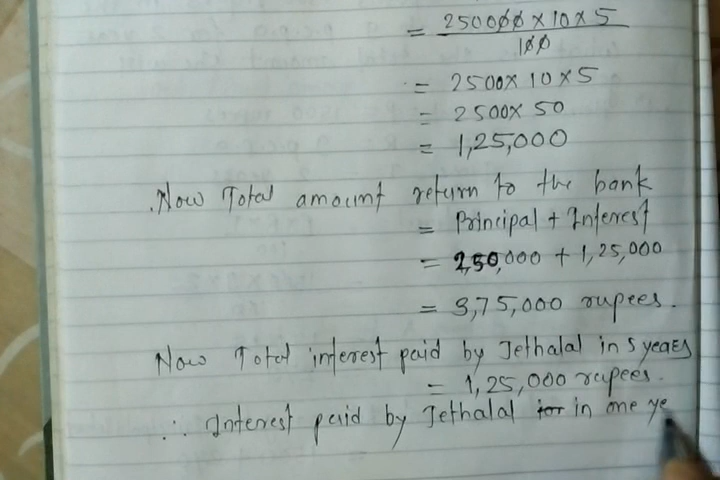 = 250000 x 10 x 5
100
= 2500 x 10 x 5
= 2500 x 50
= 1,25,000
Now Total amount return to the bank
= Principal + Interest
= 2,50,000 + 1,25,000
= 3,75,000 rupees.
Now Total interest paid by Jethalal in 5 years
= 1,25,000 rupees.
∴ Interest paid by Jethalal for in one ye